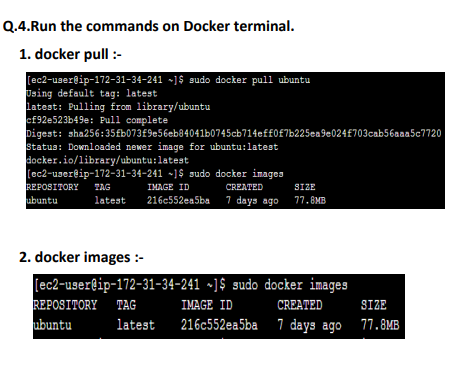 Q.4.Run the commands on Docker terminal.
1. docker pull :-
[ec2-user@ip-172-31-34-241 ~]$ sudo docker pull ubuntu
Using default tag: latest
latest: Pulling from library/ubuntu
cf92e523b49e: Pull complete
Digest: sha256:35fb073f9e56eb84041b0745cb714eff0f7b225ea9e024f703cab56aaa5c7720
Status: Downloaded newer image for ubuntu:latest
docker.io/library/ubuntu:latest
[ec2-user@ip-172-31-34-241 ~]$ sudo docker images
REPOSITORY TAG IMAGE ID CREATED SIZE
ubuntu latest 216c552ea5ba 7 days ago 77.8MB
2. docker images :-
[ec2-user@ip-172-31-34-241 ~]$ sudo docker images
REPOSITORY TAG IMAGE ID CREATED SIZE
ubuntu latest 216c552ea5ba 7 days ago 77.8MB